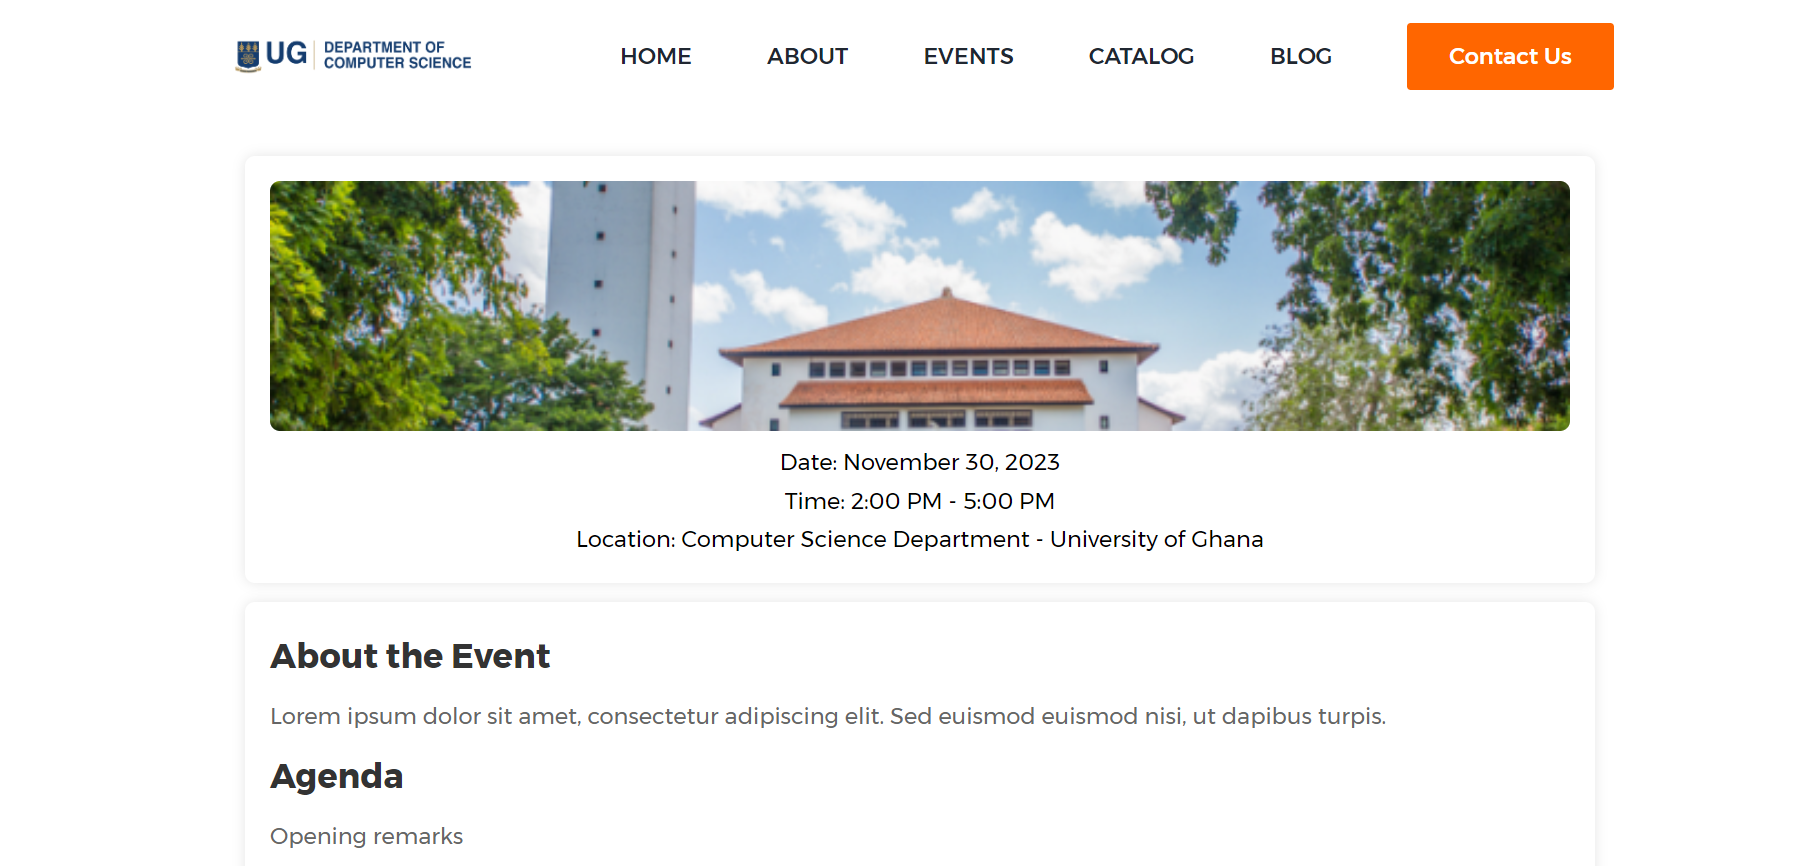 UG
DEPARTMENT OF
COMPUTER SCIENCE
HOME
ABOUT
EVENTS
CATALOG
BLOG
Contact Us
Date: November 30, 2023
Time: 2:00 PM - 5:00 PM
Location: Computer Science Department - University of Ghana
About the Event
Lorem ipsum dolor sit amet, consectetur adipiscing elit. Sed euismod euismod nisi, ut dapibus turpis.
Agenda
Opening remarks